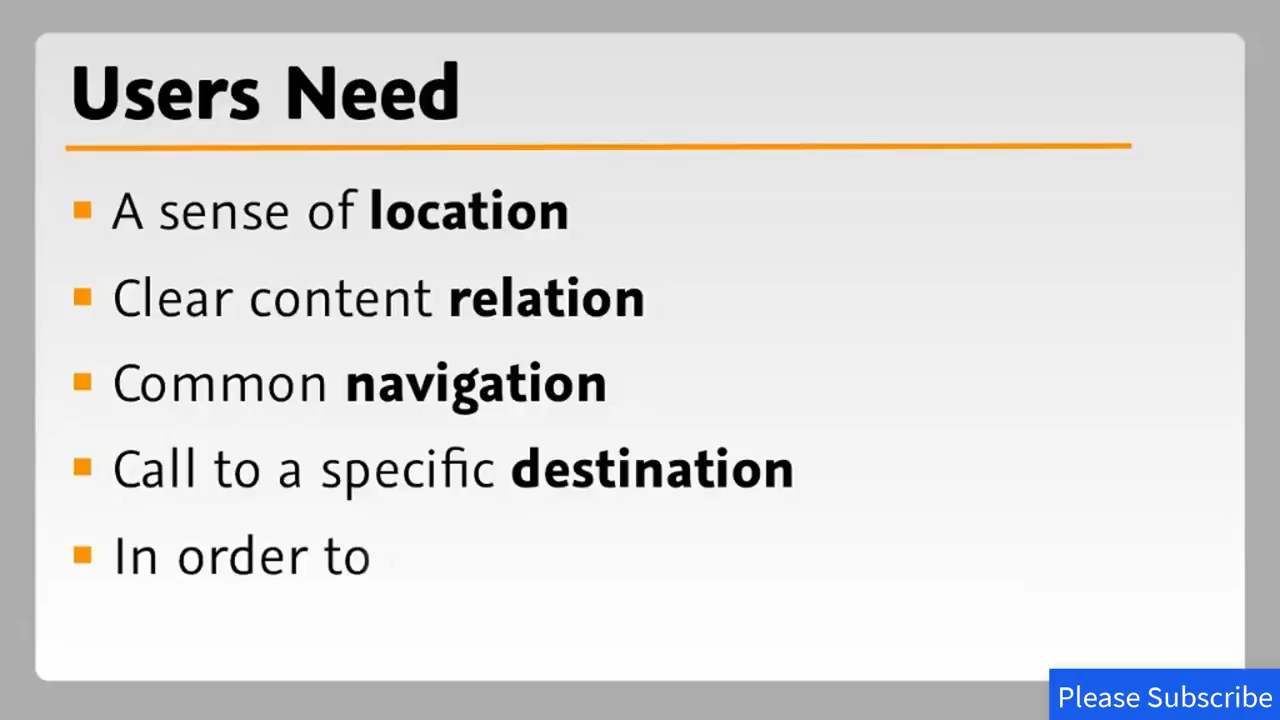 Users Need
A sense of location
Clear content relation
Common navigation
Call to a specific destination
In order to
Please Subscribe